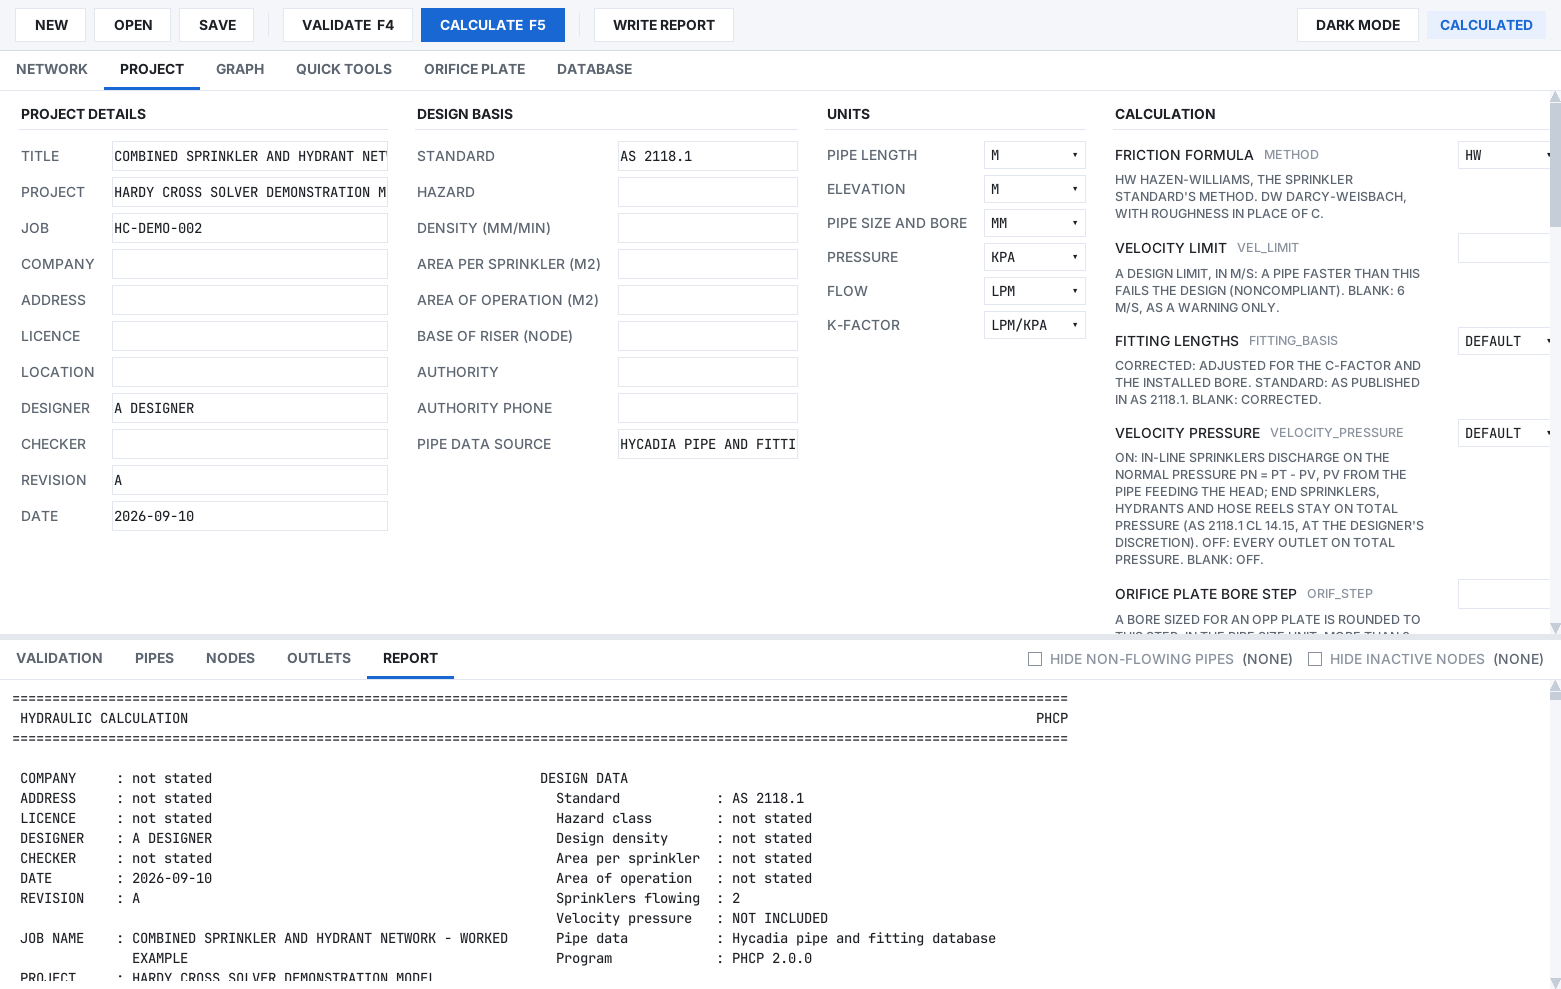 NEW OPEN SAVE VALIDATE F4 CALCULATE F5 WRITE REPORT DARK MODE CALCULATED
NETWORK PROJECT GRAPH QUICK TOOLS ORIFICE PLATE DATABASE
PROJECT DETAILS
TITLE COMBINED SPRINKLER AND HYDRANT NET
PROJECT HARDY CROSS SOLVER DEMONSTRATION M
JOB HC-DEMO-002
COMPANY
ADDRESS
LICENCE
LOCATION
DESIGNER A DESIGNER
CHECKER
REVISION A
DATE 2026-09-10
DESIGN BASIS
STANDARD AS 2118.1
HAZARD
DENSITY (MM/MIN)
AREA PER SPRINKLER (M2)
AREA OF OPERATION (M2)
BASE OF RISER (NODE)
AUTHORITY
AUTHORITY PHONE
PIPE DATA SOURCE HYCADIA PIPE AND FITTI
UNITS
PIPE LENGTH M
ELEVATION M
PIPE SIZE AND BORE MM
PRESSURE KPA
FLOW LPM
K-FACTOR LPM/KPA
CALCULATION
FRICTION FORMULA METHOD HW
HW HAZEN-WILLIAMS, THE SPRINKLER
STANDARD'S METHOD. DW DARCY-WEISBACH,
WITH ROUGHNESS IN PLACE OF C.
VELOCITY LIMIT VEL_LIMIT
A DESIGN LIMIT, IN M/S: A PIPE FASTER THAN THIS
FAILS THE DESIGN (NONCOMPLIANT). BLANK: 6
M/S, AS A WARNING ONLY.
FITTING LENGTHS FITTING_BASIS DEFAULT
CORRECTED: ADJUSTED FOR THE C-FACTOR AND
THE INSTALLED BORE. STANDARD: AS PUBLISHED
IN AS 2118.1. BLANK: CORRECTED.
VELOCITY PRESSURE VELOCITY_PRESSURE DEFAULT
ON: IN-LINE SPRINKLERS DISCHARGE ON THE
NORMAL PRESSURE PN = PT - PV, PV FROM THE
PIPE FEEDING THE HEAD; END SPRINKLERS,
HYDRANTS AND HOSE REELS STAY ON TOTAL
PRESSURE (AS 2118.1 CL 14.15, AT THE DESIGNER'S
DISCRETION). OFF: EVERY OUTLET ON TOTAL
PRESSURE. BLANK: OFF.
ORIFICE PLATE BORE STEP ORIF_STEP
A BORE SIZED FOR AN OPP PLATE IS ROUNDED TO
VALIDATION PIPES NODES OUTLETS REPORT HIDE NON-FLOWING PIPES (NONE) HIDE INACTIVE NODES (NONE)
====================================================================================================================================
HYDRAULIC CALCULATION PHCP
====================================================================================================================================
COMPANY : not stated
ADDRESS : not stated
LICENCE : not stated
DESIGNER : A DESIGNER
CHECKER : not stated
DATE : 2026-09-10
REVISION : A
JOB NAME : COMBINED SPRINKLER AND HYDRANT NETWORK - WORKED
EXAMPLE
PROJECT : HARDY CROSS SOLVER DEMONSTRATION MODEL
DESIGN DATA
Standard : AS 2118.1
Hazard class : not stated
Design density : not stated
Area per sprinkler : not stated
Area of operation : not stated
Sprinklers flowing : 2
Velocity pressure : NOT INCLUDED
Pipe data : Hycadia pipe and fitting database
Program : PHCP 2.0.0